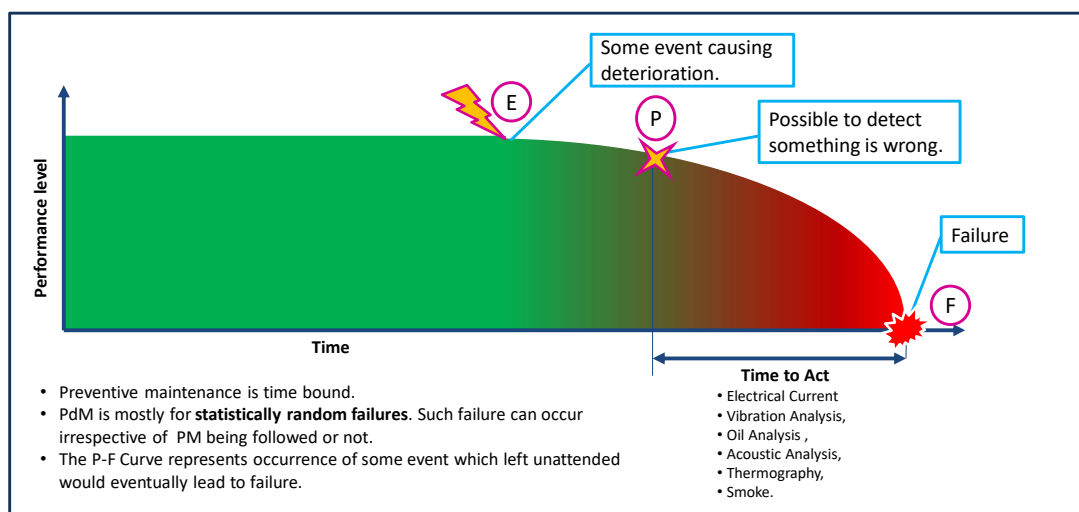 Some event causing
deterioration.
E
P
Possible to detect
something is wrong.
Failure
F
Performance level
Time
Time to Act
• Electrical Current
• Vibration Analysis,
• Oil Analysis ,
• Acoustic Analysis,
• Thermography,
• Smoke.
• Preventive maintenance is time bound.
• PdM is mostly for statistically random failures. Such failure can occur
irrespective of PM being followed or not.
• The P-F Curve represents occurrence of some event which left unattended
would eventually lead to failure.